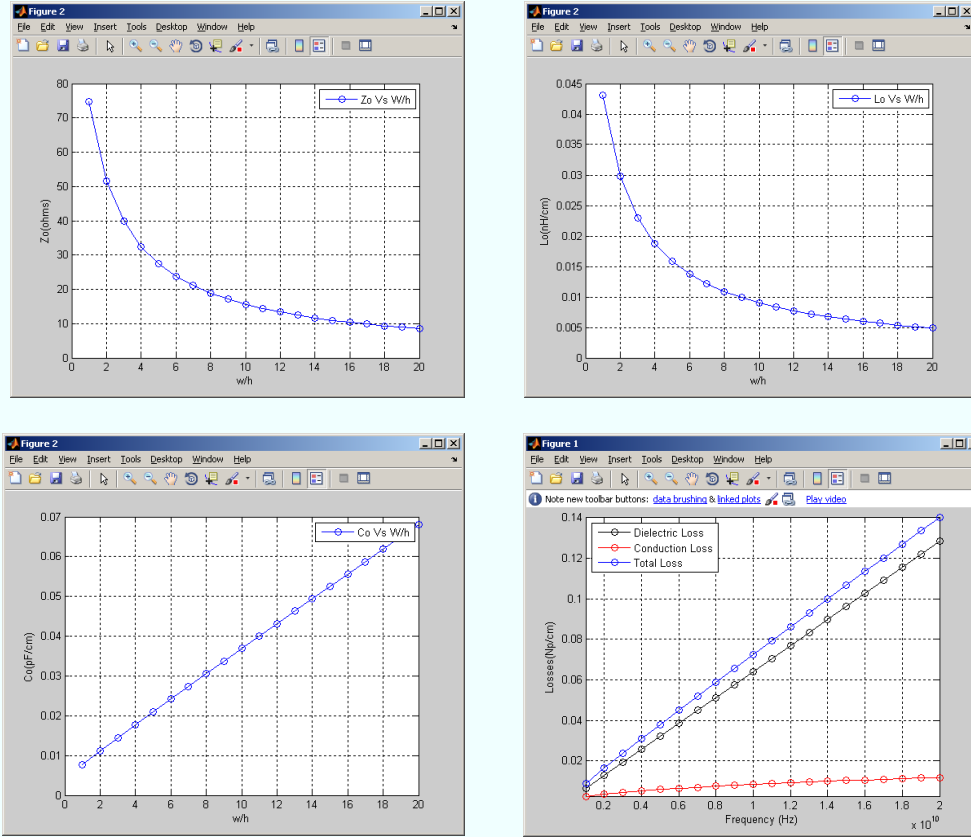 Figure 2
File Edit View Insert Tools Desktop Window Help
80
70
60
50
40
30
20
10
0
Zo(ohms)
Zo Vs W/h
0 2 4 6 8 10 12 14 16 18 20
w/h
Figure 2
File Edit View Insert Tools Desktop Window Help
0.045
0.04
0.035
0.03
0.025
0.02
0.015
0.01
0.005
0
Lo(nH/cm)
Lo Vs W/h
0 2 4 6 8 10 12 14 16 18 20
w/h
Figure 2
File Edit View Insert Tools Desktop Window Help
0.07
0.06
0.05
0.04
0.03
0.02
0.01
0
Co(pF/cm)
Co Vs W/h
0 2 4 6 8 10 12 14 16 18 20
w/h
Figure 1
File Edit View Insert Tools Desktop Window Help
Note new toolbar buttons: data brushing & linked plots Play video
0.14
0.12
0.1
0.08
0.06
0.04
0.02
Losses(Np/cm)
Dielectric Loss
Conduction Loss
Total Loss
0.2 0.4 0.6 0.8 1 1.2 1.4 1.6 1.8 2
Frequency (Hz)
x 10^10